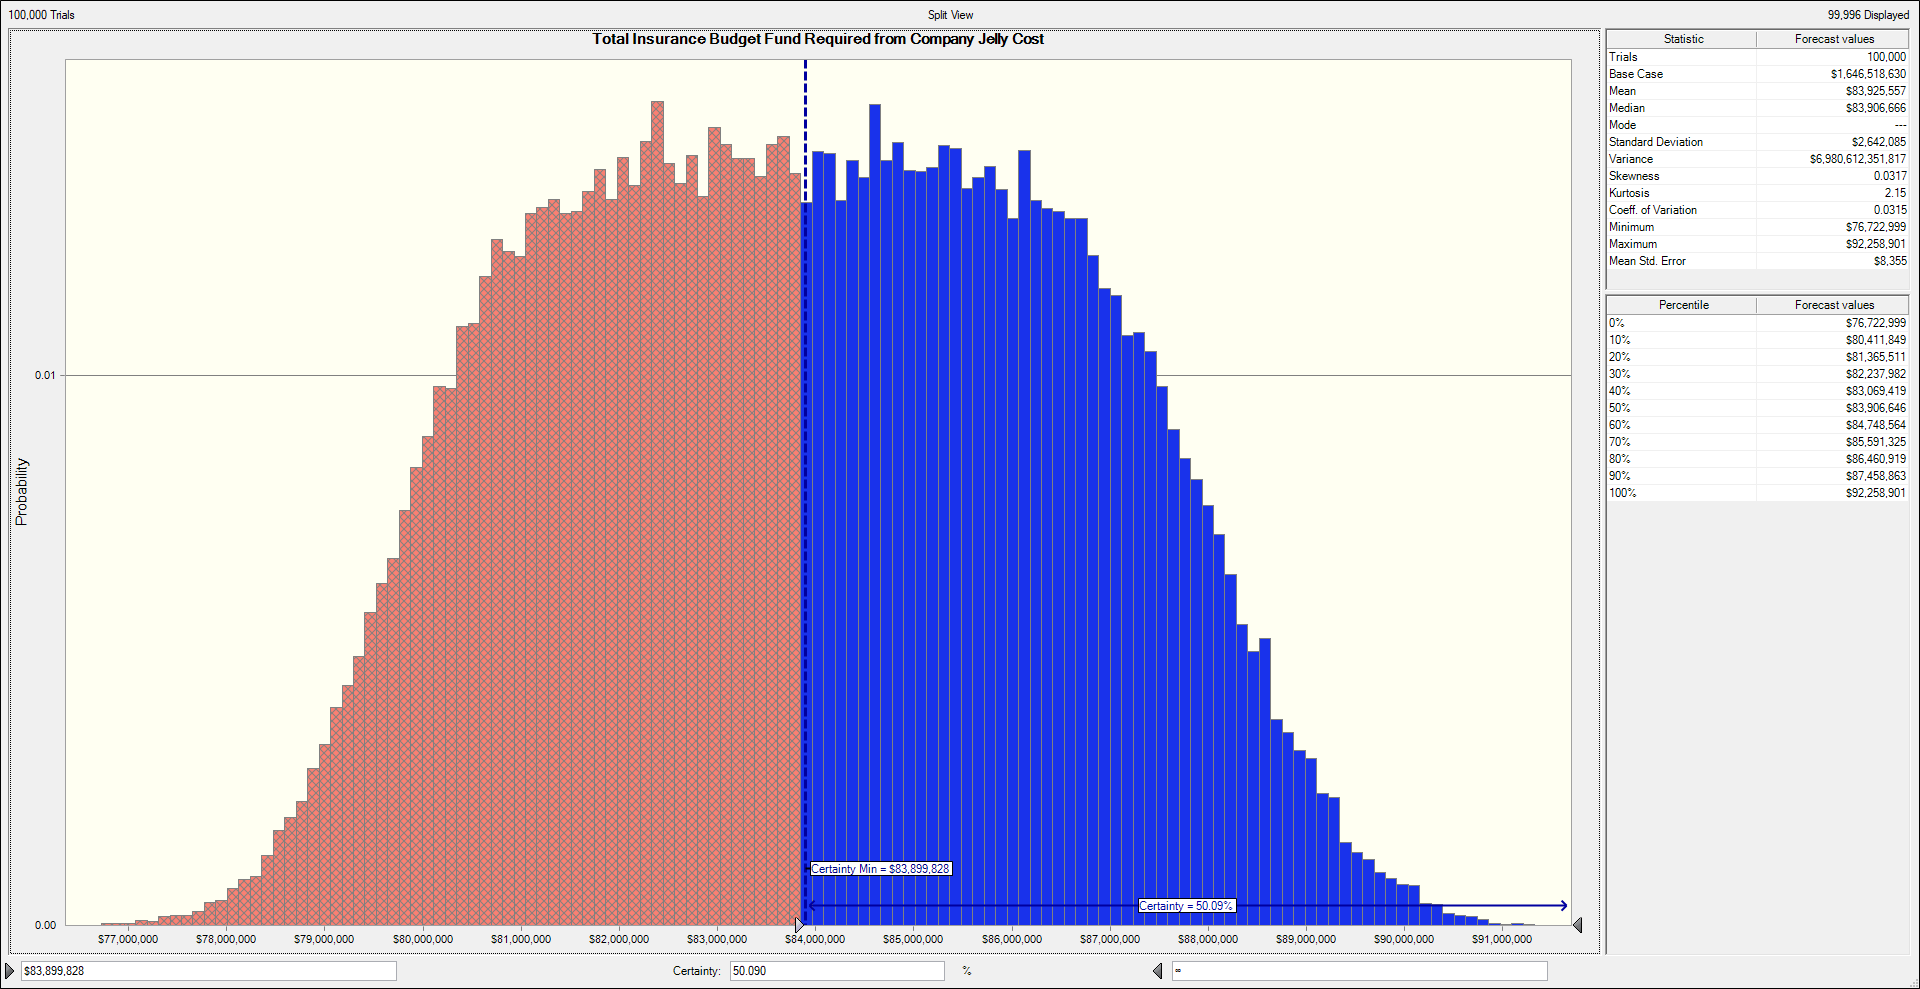 100,000 Trials
Split View
99,996 Displayed
Total Insurance Budget Fund Required from Company Jelly Cost
Probability
0.01
0.00
Certainty Min = $83,899,828
Certainty = 50.09%
$77,000,000 $78,000,000 $79,000,000 $80,000,000 $81,000,000 $82,000,000 $83,000,000 $84,000,000 $85,000,000 $86,000,000 $87,000,000 $88,000,000 $89,000,000 $90,000,000 $91,000,000
$83,899,828
Certainty: 50.090 %
∞
Statistic Forecast values
Trials 100,000
Base Case $1,646,518,630
Mean $83,925,557
Median $83,906,666
Mode ---
Standard Deviation $2,642,085
Variance $6,980,612,351,817
Skewness 0.0317
Kurtosis 2.15
Coeff. of Variation 0.0315
Minimum $76,722,999
Maximum $92,258,901
Mean Std. Error $8,355
Percentile Forecast values
0% $76,722,999
10% $80,411,849
20% $81,365,511
30% $82,237,982
40% $83,069,419
50% $83,906,646
60% $84,748,564
70% $85,591,325
80% $86,460,919
90% $87,458,863
100% $92,258,901